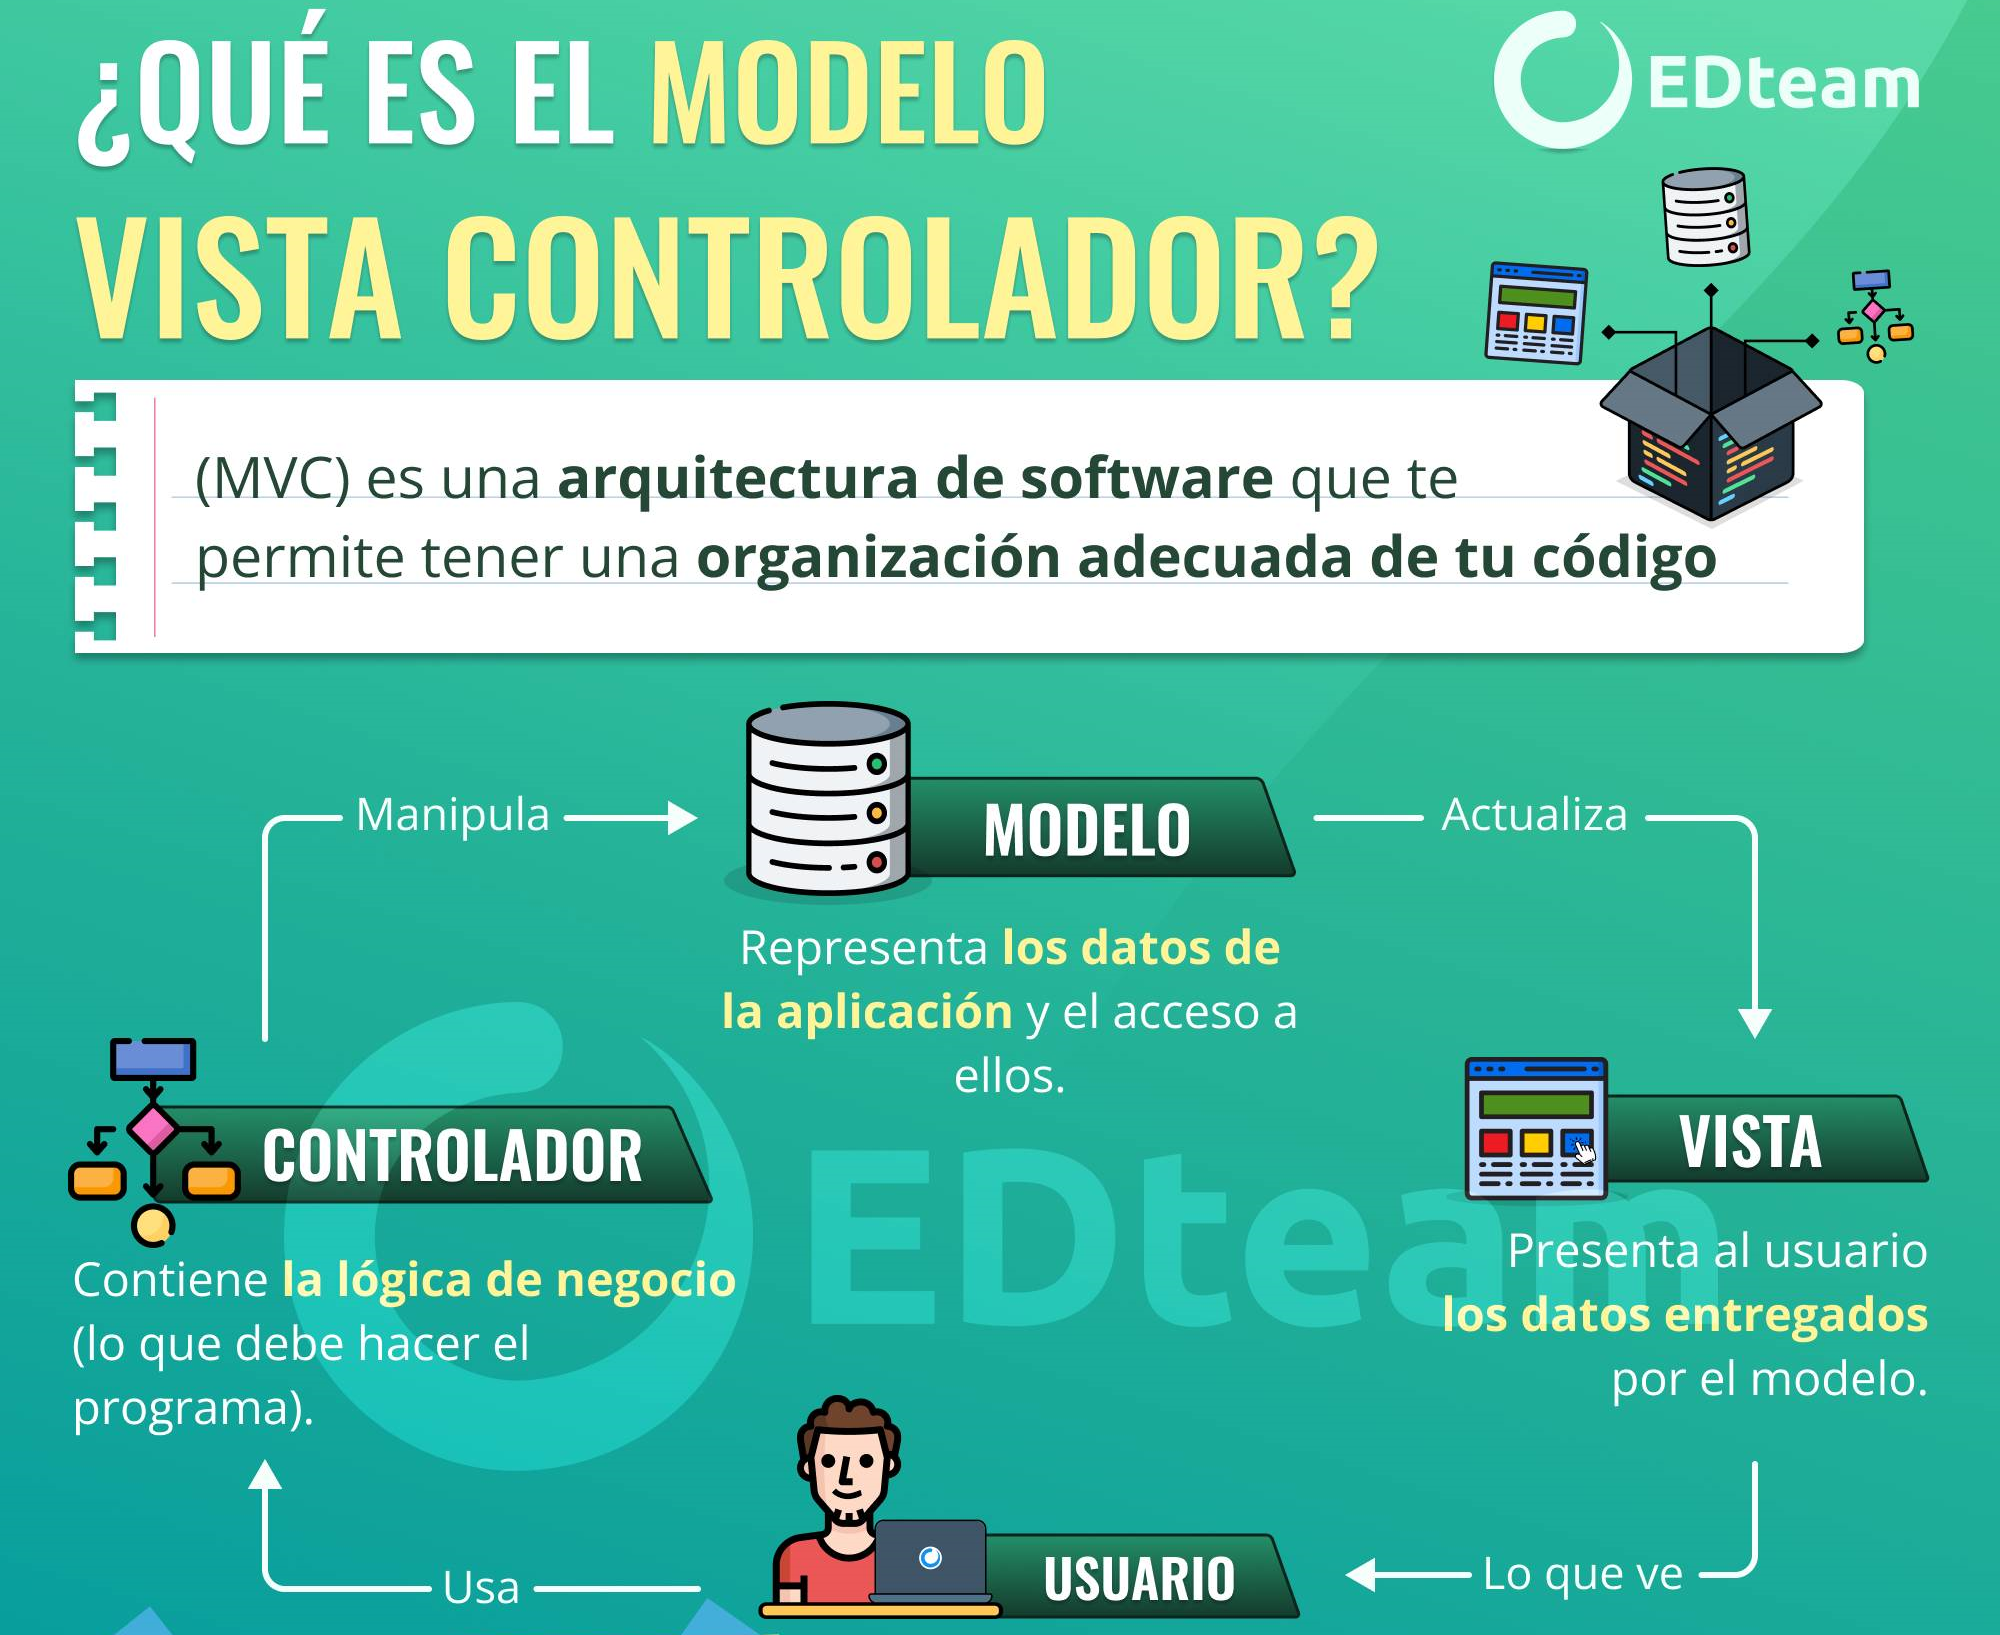 ¿QUÉ ES EL MODELO
VISTA CONTROLADOR?
EDteam
(MVC) es una arquitectura de software que te
permite tener una organización adecuada de tu código
Manipula
MODELO
Actualiza
Representa los datos de
la aplicación y el acceso a
ellos.
CONTROLADOR
Contiene la lógica de negocio
(lo que debe hacer el
programa).
VISTA
Presenta al usuario
los datos entregados
por el modelo.
EDteam
Usa
USUARIO
Lo que ve